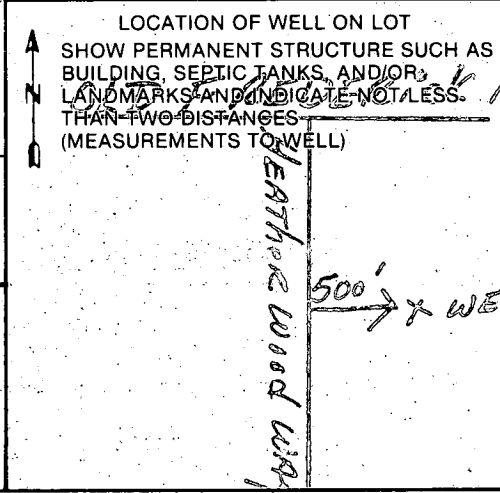 LOCATION OF WELL ON LOT
SHOW PERMANENT STRUCTURE SUCH AS
BUILDING, SEPTIC TANKS, AND/OR
N LANDMARKS AND INDICATE NOT LESS
THAN TWO DISTANCES
(MEASUREMENTS TO WELL)
HEATHER WOOD WA
500' X WE